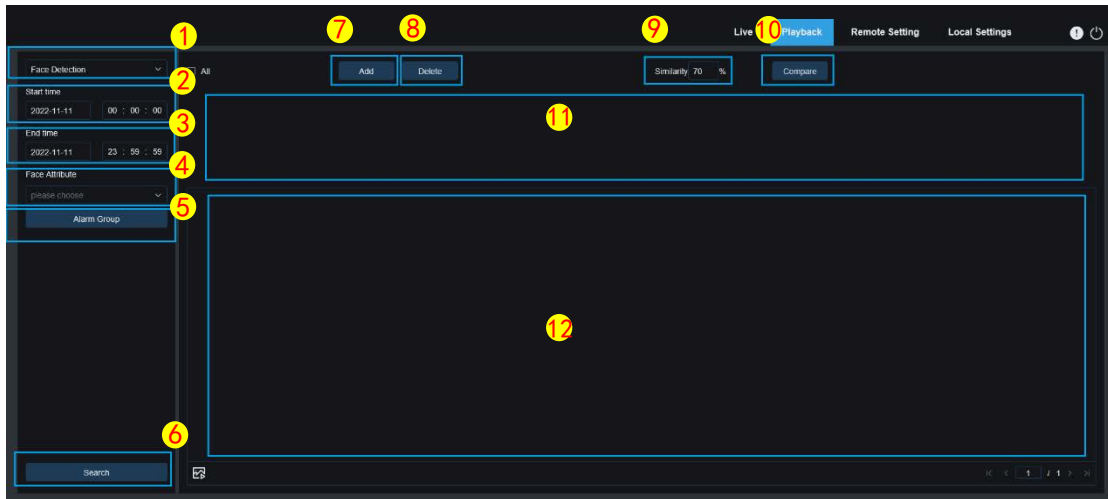 Live Playback Remote Setting Local Settings
1 7 8 9 10
Face Detection All Add Delete Similarity 70 % Compare
2
Start time
2022-11-11 00 : 00 : 00
3 11
End time
2022-11-11 23 : 59 : 59
4
Face Attribute
please choose
5
Alarm Group
12
6
Search
1 / 1